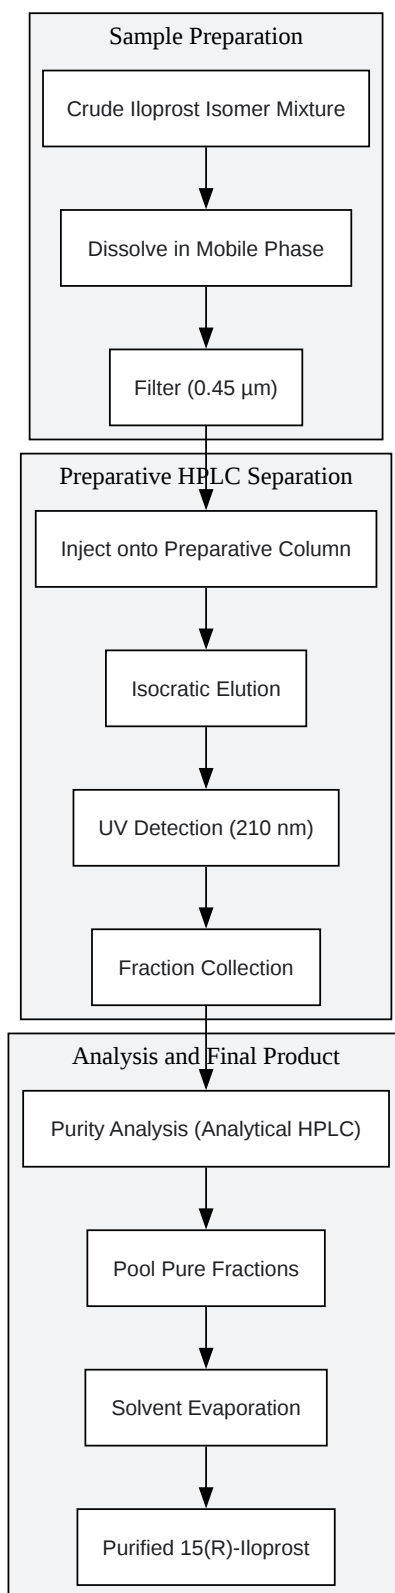 Sample Preparation
Crude Iloprost Isomer Mixture
Dissolve in Mobile Phase
Filter (0.45 µm)
Preparative HPLC Separation
Inject onto Preparative Column
Isocratic Elution
UV Detection (210 nm)
Fraction Collection
Analysis and Final Product
Purity Analysis (Analytical HPLC)
Pool Pure Fractions
Solvent Evaporation
Purified 15(R)-Iloprost